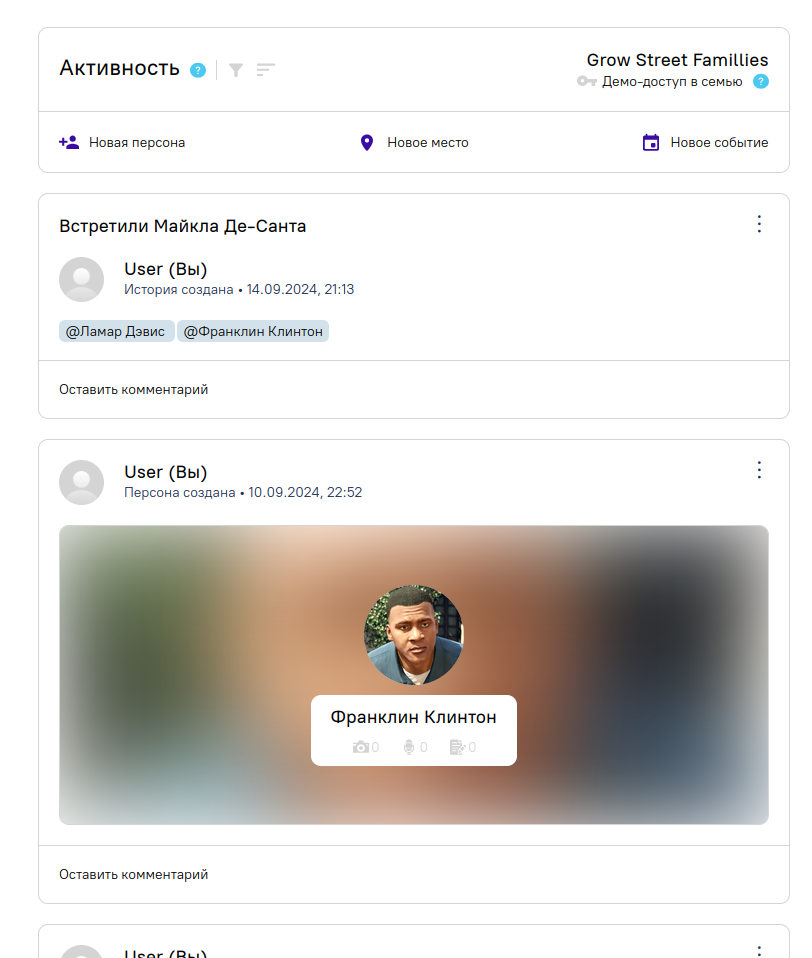 Активность ?
Grow Street Famillies
Демо-доступ в семью ?
Новая персона
Новое место
Новое событие
Встретили Майкла Де-Санта
User (Вы)
История создана • 14.09.2024, 21:13
@Ламар Дэвис @Франклин Клинтон
Оставить комментарий
User (Вы)
Персона создана • 10.09.2024, 22:52
Франклин Клинтон
0 0 0
Оставить комментарий
User (Вы)